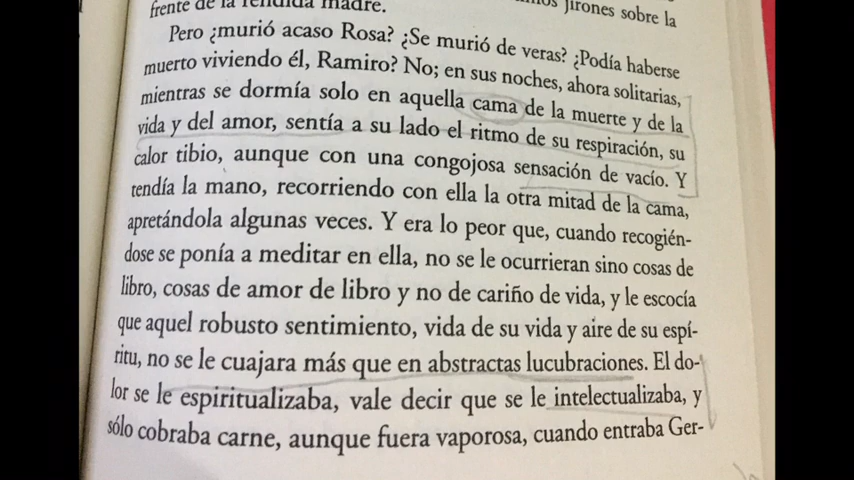 frente de la rendida madre.
jirones sobre la
Pero ¿murió acaso Rosa? ¿Se murió de veras? ¿Podía haberse
muerto viviendo él, Ramiro? No; en sus noches, ahora solitarias,
mientras se dormía solo en aquella cama de la muerte y de la
vida y del amor, sentía a su lado el ritmo de su respiración, su
calor tibio, aunque con una congojosa sensación de vacío. Y
tendía la mano, recorriendo con ella la otra mitad de la cama,
apretándola algunas veces. Y era lo peor que, cuando recogién-
dose se ponía a meditar en ella, no se le ocurrieran sino cosas de
libro, cosas de amor de libro y no de cariño de vida, y le escocía
que aquel robusto sentimiento, vida de su vida y aire de su espí-
ritu, no se le cuajara más que en abstractas lucubraciones. El do-
lor se le espiritualizaba, vale decir que se le intelectualizaba, y
sólo cobraba carne, aunque fuera vaporosa, cuando entraba Ger-